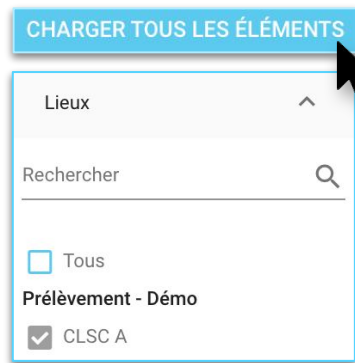 CHARGER TOUS LES ÉLÉMENTS
Lieux
Rechercher
Tous
Prélèvement - Démo
CLSC A